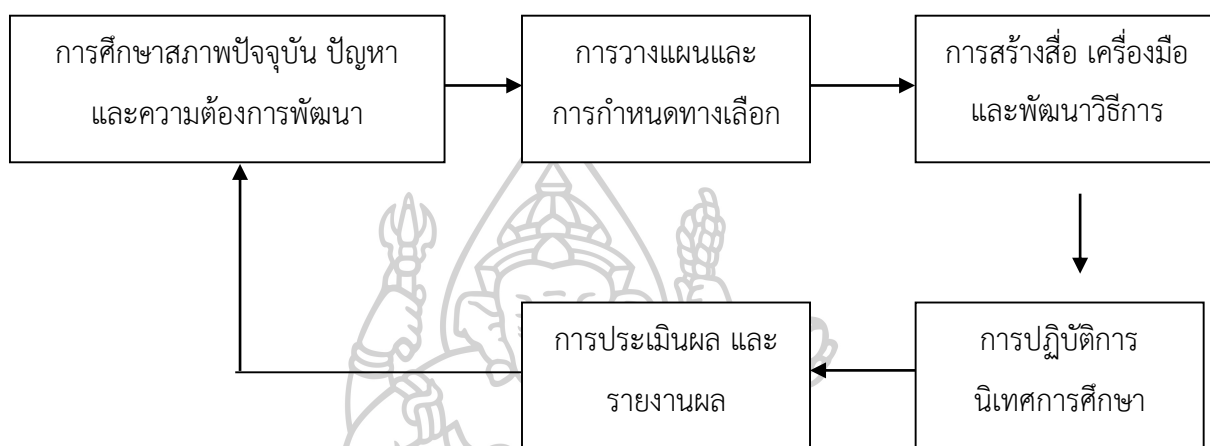 การศึกษาสภาพปัจจุบัน ปัญหา
และความต้องการพัฒนา
การวางแผนและ
การกำหนดทางเลือก
การสร้างสื่อ เครื่องมือ
และพัฒนาวิธีการ
การปฏิบัติการ
นิเทศการศึกษา
การประเมินผล และ
รายงานผล